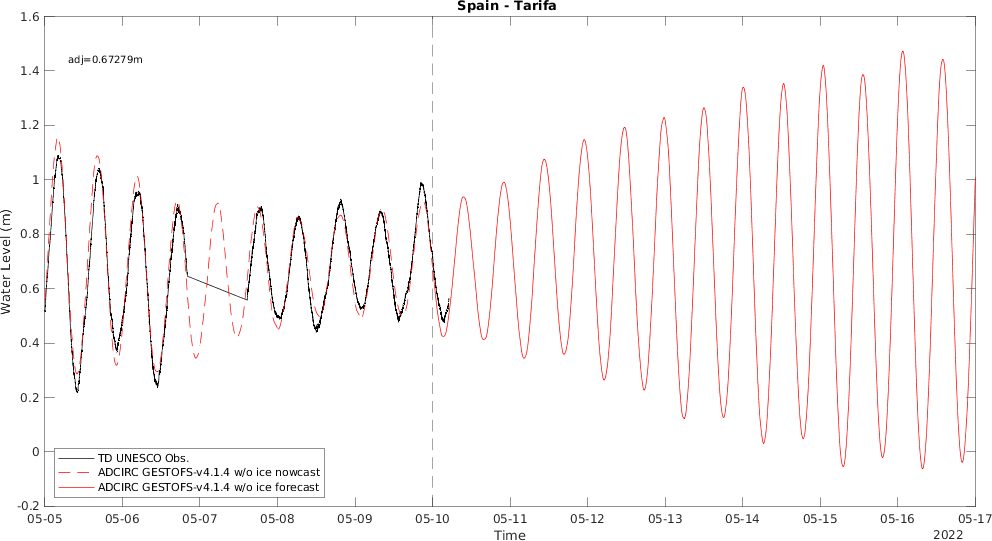 Spain - Tarifa
adj=0.67279m
Water Level (m)
1.6
1.4
1.2
1
0.8
0.6
0.4
0.2
0
-0.2
TD UNESCO Obs.
ADCIRC GESTOFS-v4.1.4 w/o ice nowcast
ADCIRC GESTOFS-v4.1.4 w/o ice forecast
05-05 05-06 05-07 05-08 05-09 05-10 05-11 05-12 05-13 05-14 05-15 05-16 05-17
Time
2022